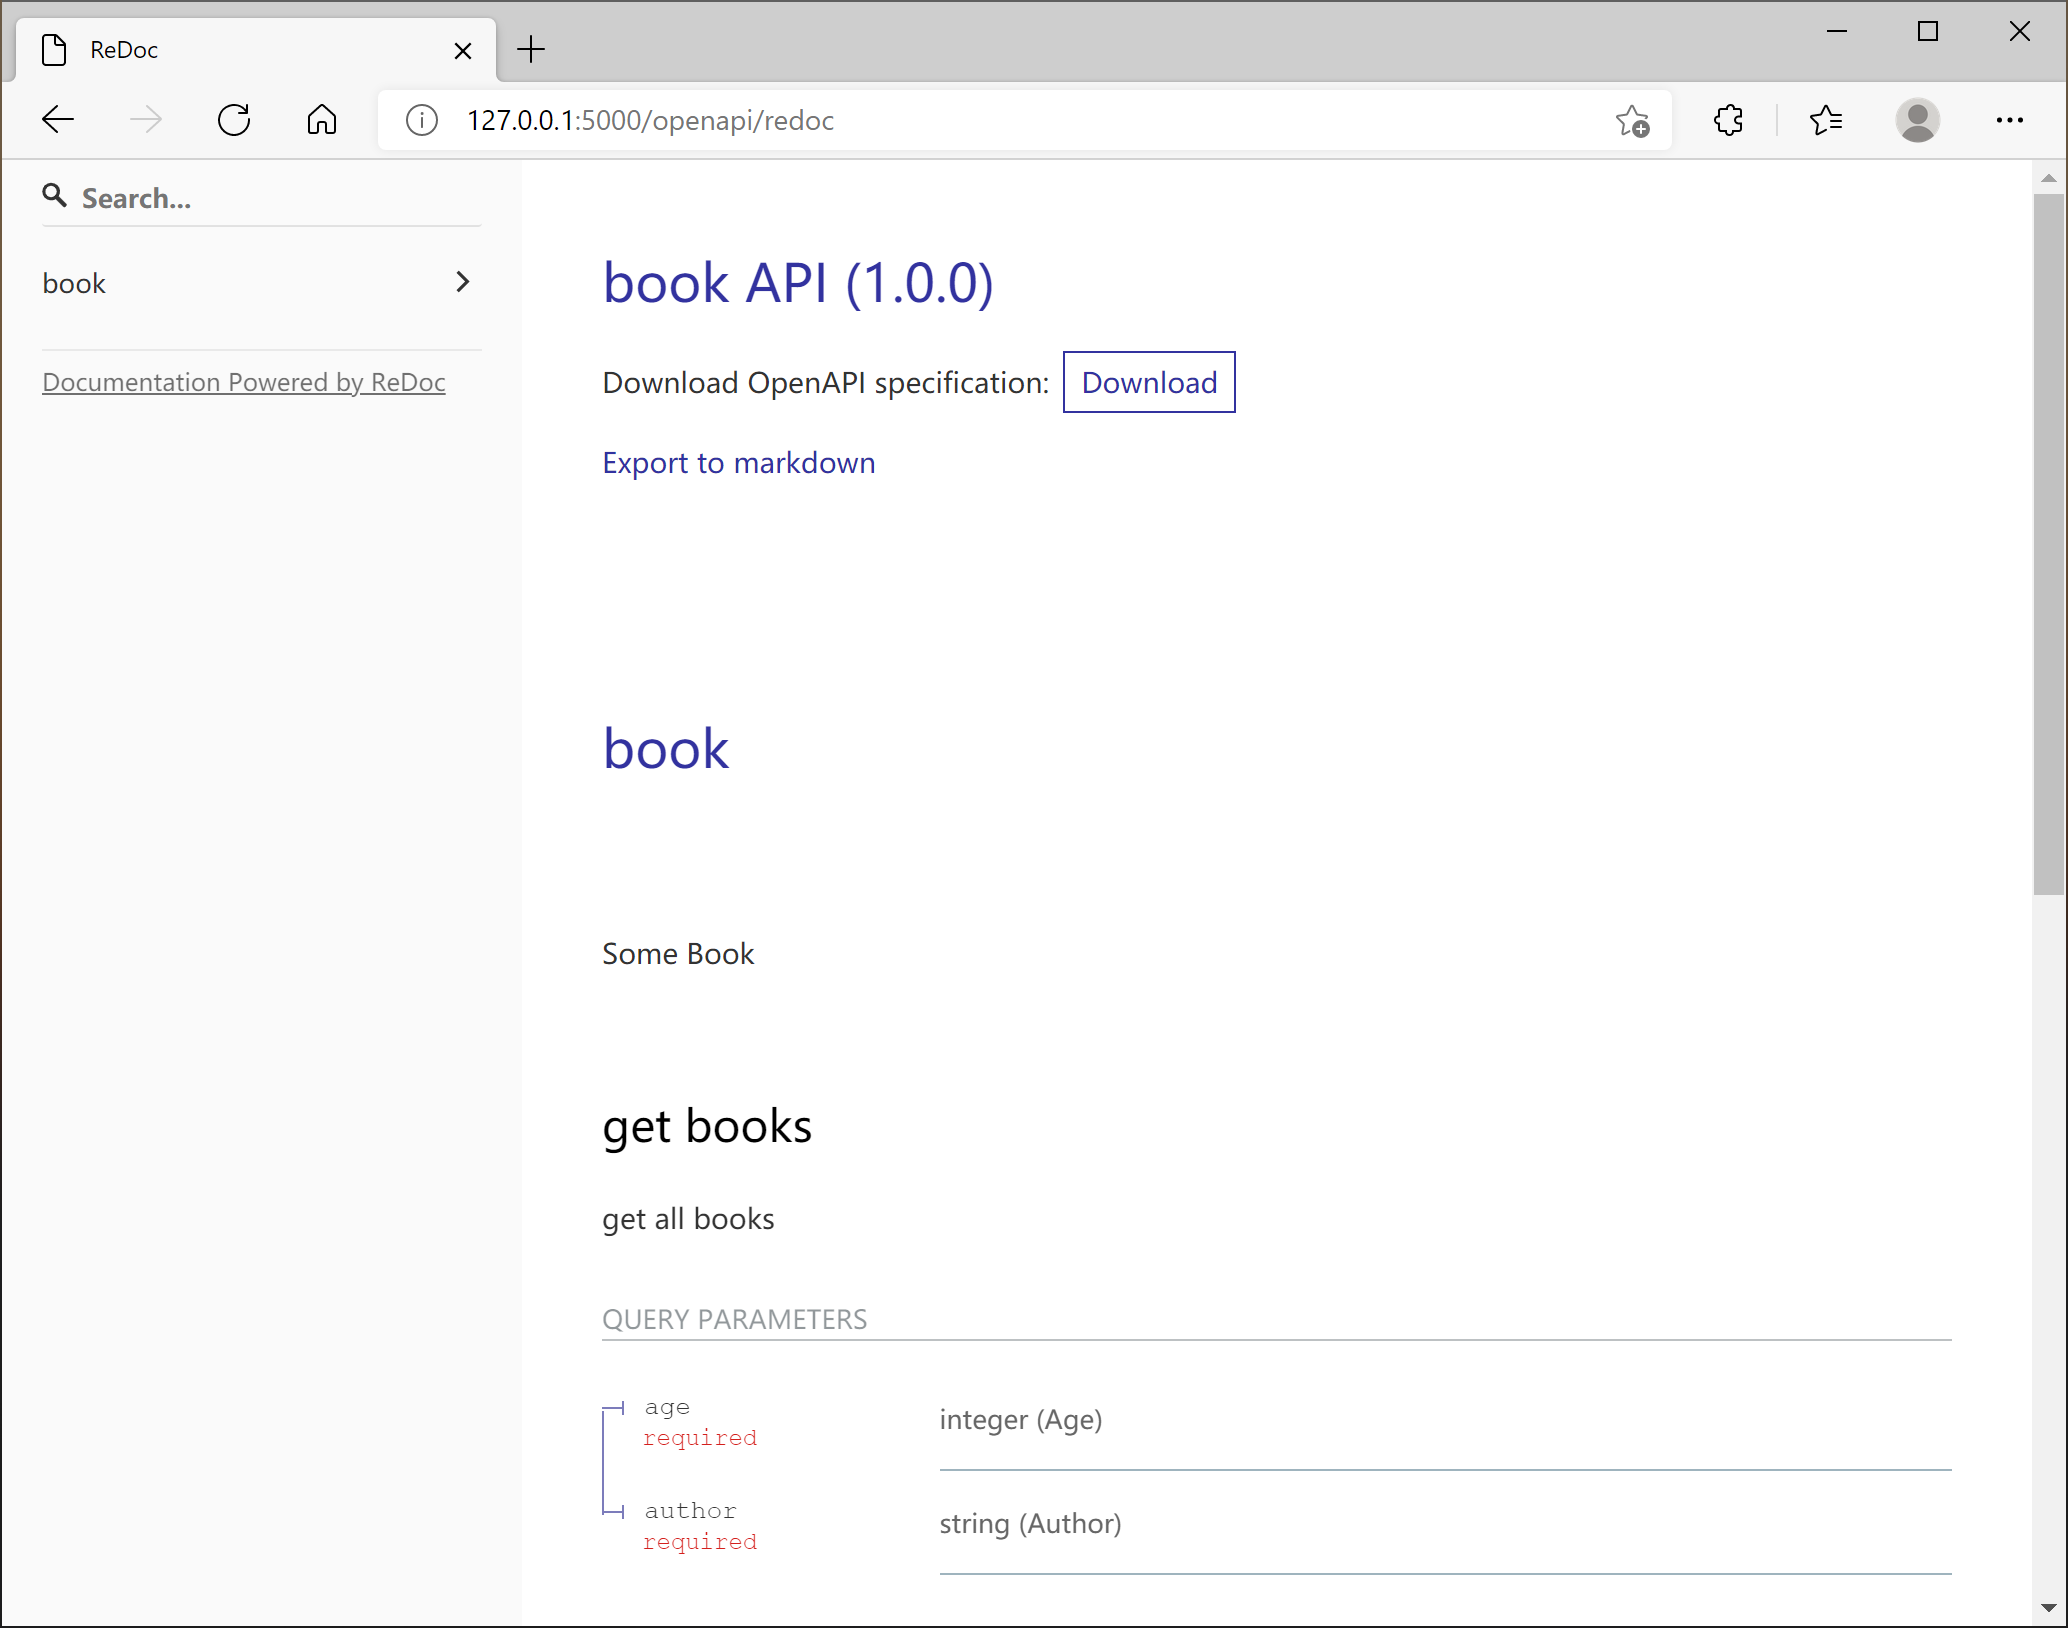 ReDoc
127.0.0.1:5000/openapi/redoc
Search...
book
Documentation Powered by ReDoc
book API (1.0.0)
Download OpenAPI specification: Download
Export to markdown
book
Some Book
get books
get all books
QUERY PARAMETERS
age
required
integer (Age)
author
required
string (Author)